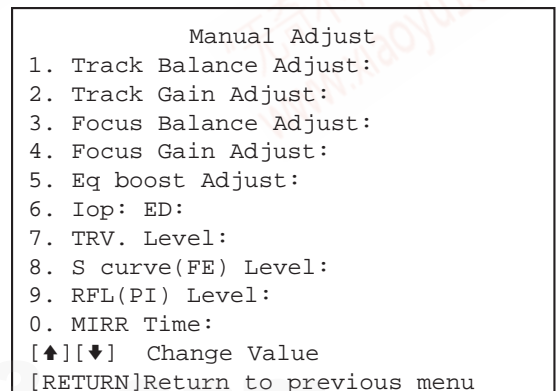 Manual Adjust
1. Track Balance Adjust:
2. Track Gain Adjust:
3. Focus Balance Adjust:
4. Focus Gain Adjust:
5. Eq boost Adjust:
6. Iop: ED:
7. TRV. Level:
8. S curve(FE) Level:
9. RFL(PI) Level:
0. MIRR Time:
[↑][↓] Change Value
[RETURN]Return to previous menu